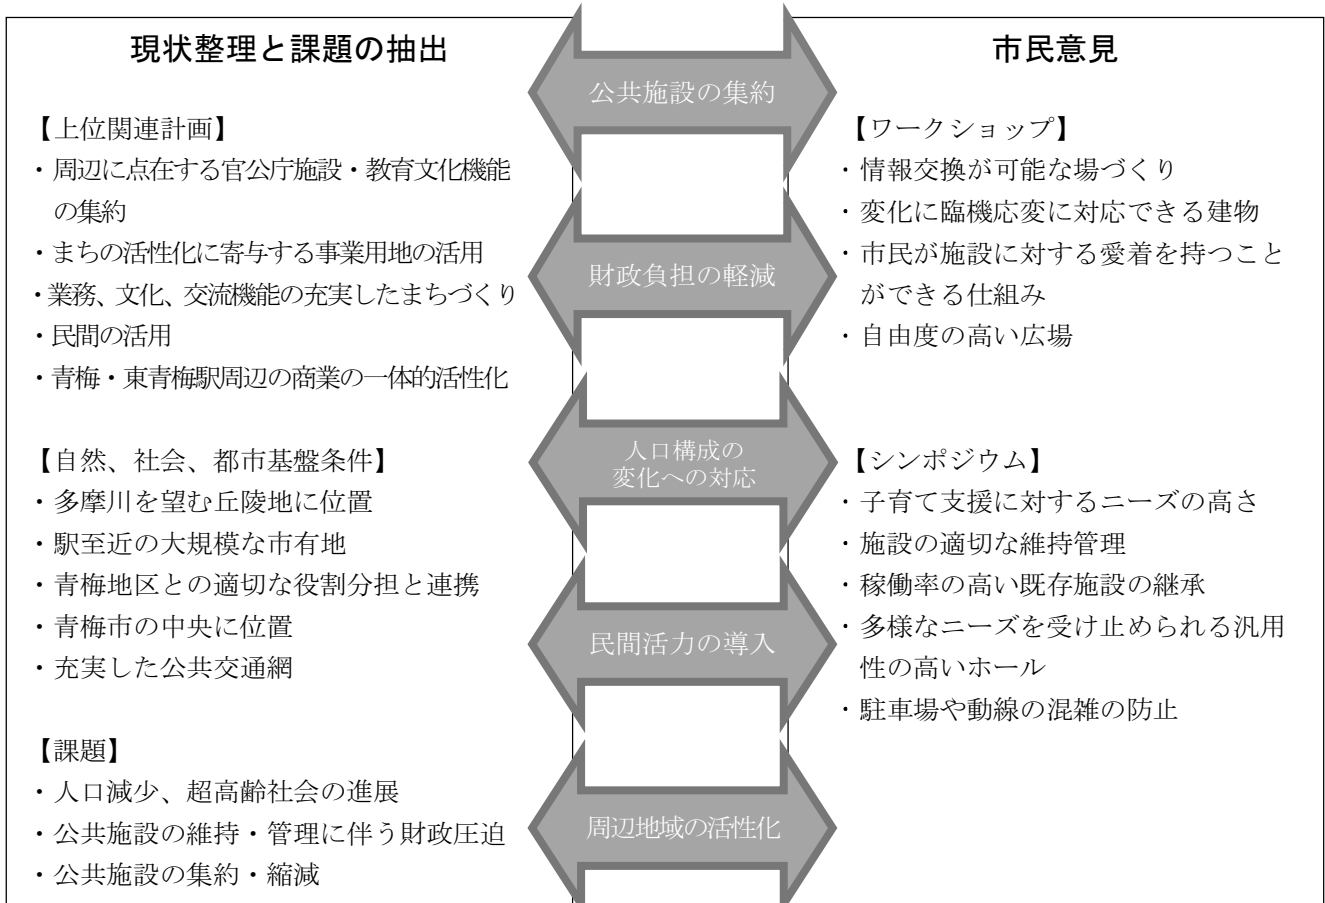 現状整理と課題の抽出
【上位関連計画】
・周辺に点在する官公庁施設・教育文化機能
の集約
・まちの活性化に寄与する事業用地の活用
・業務、文化、交流機能の充実したまちづくり
・民間の活用
・青梅・東青梅駅周辺の商業の一体的活性化
【自然、社会、都市基盤条件】
・多摩川を望む丘陵地に位置
・駅至近の大規模な市有地
・青梅地区との適切な役割分担と連携
・青梅市の中央に位置
・充実した公共交通網
【課題】
・人口減少、超高齢社会の進展
・公共施設の維持・管理に伴う財政圧迫
・公共施設の集約・縮減
公共施設の集約
財政負担の軽減
人口構成の
変化への対応
民間活力の導入
周辺地域の活性化
市民意見
【ワークショップ】
・情報交換が可能な場づくり
・変化に臨機応変に対応できる建物
・市民が施設に対する愛着を持つこと
ができる仕組み
・自由度の高い広場
【シンポジウム】
・子育て支援に対するニーズの高さ
・施設の適切な維持管理
・稼働率の高い既存施設の継承
・多様なニーズを受け止められる汎用
性の高いホール
・駐車場や動線の混雑の防止